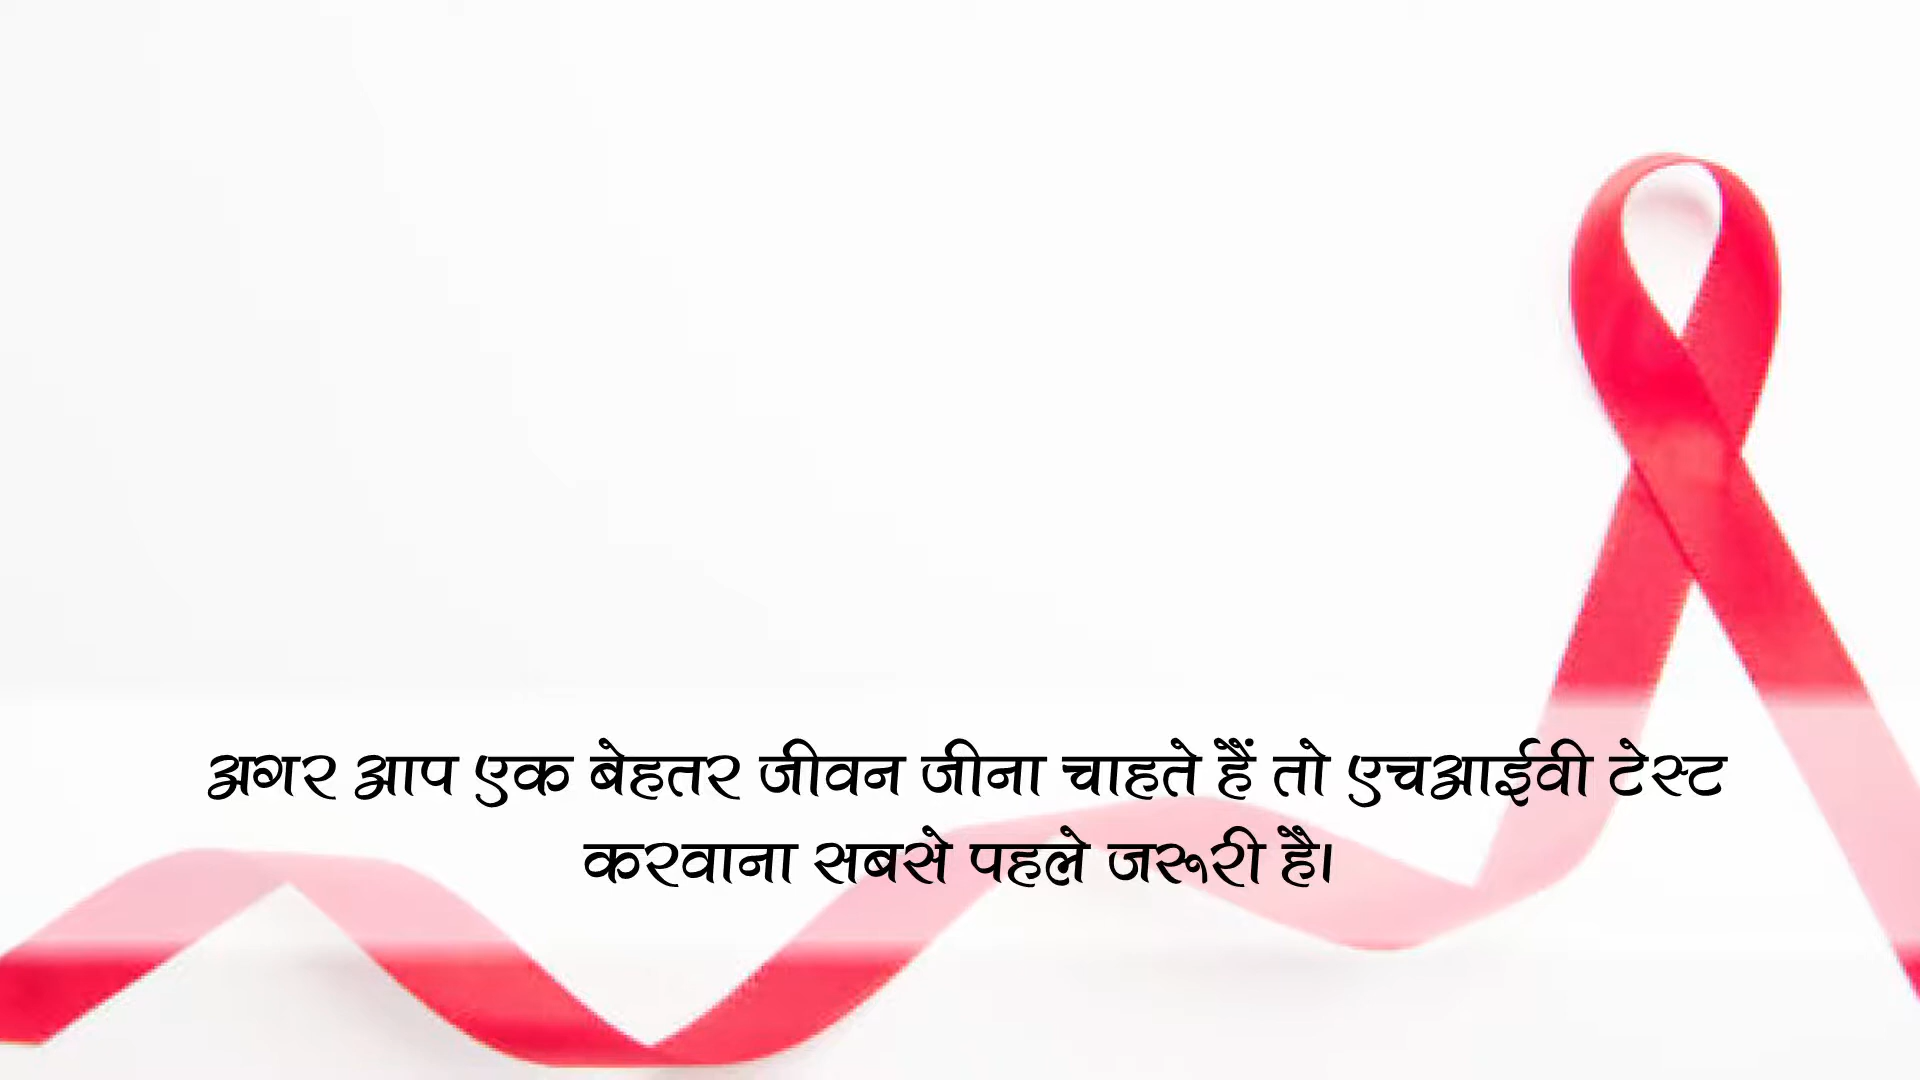 अगर आप एक बेहतर जीवन जीना चाहते हैं तो एचआईवी टेस्ट
करवाना सबसे पहले जरूरी है।